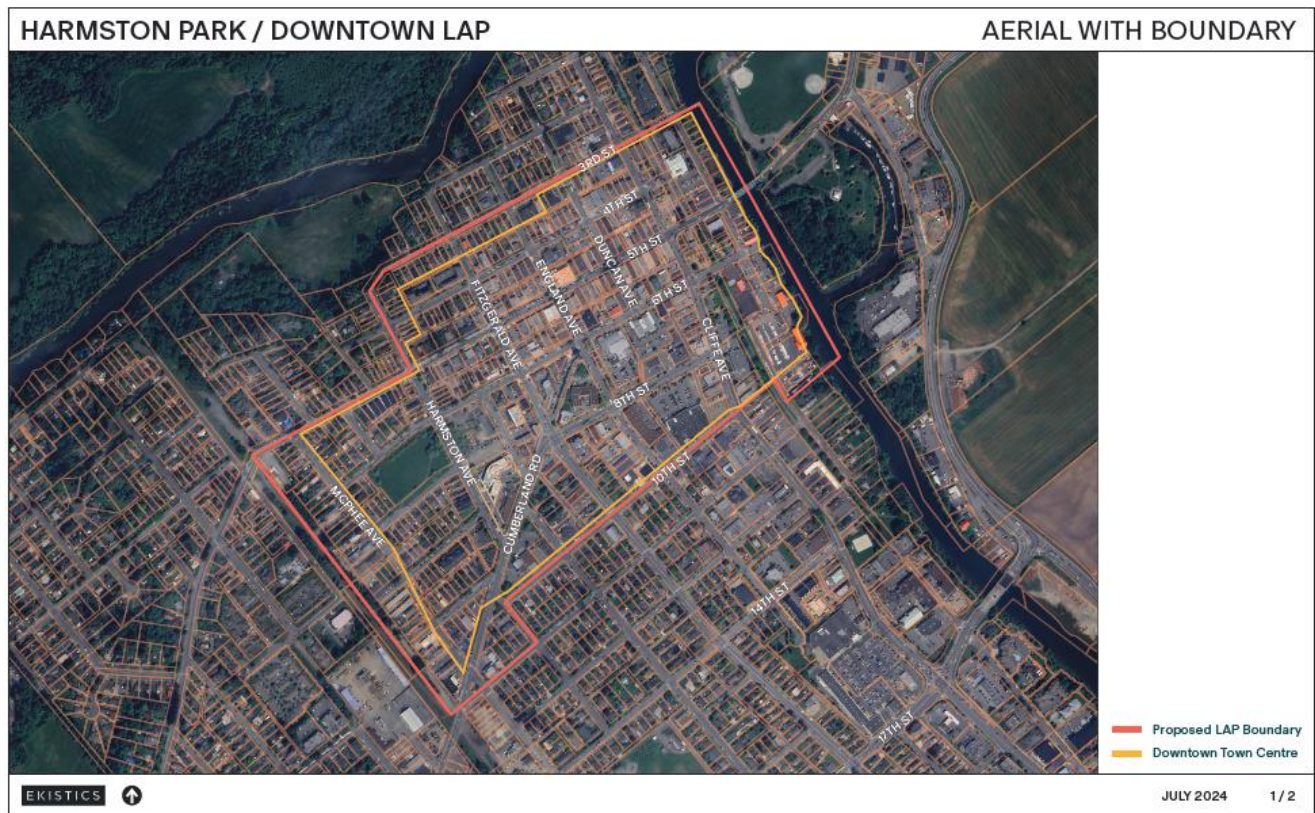 HARMSTON PARK / DOWNTOWN LAP
AERIAL WITH BOUNDARY
3RD ST
4TH ST
5TH ST
DUNCAN AVE
ENGLAND AVE
6TH ST
FITZGERALD AVE
CLIFFE AVE
8TH ST
HARMSTON AVE
10TH ST
MCPHEE AVE
CUMBERLAND RD
14TH ST
17TH ST
Proposed LAP Boundary
Downtown Town Centre
EKISTICS
JULY 2024
1 / 2